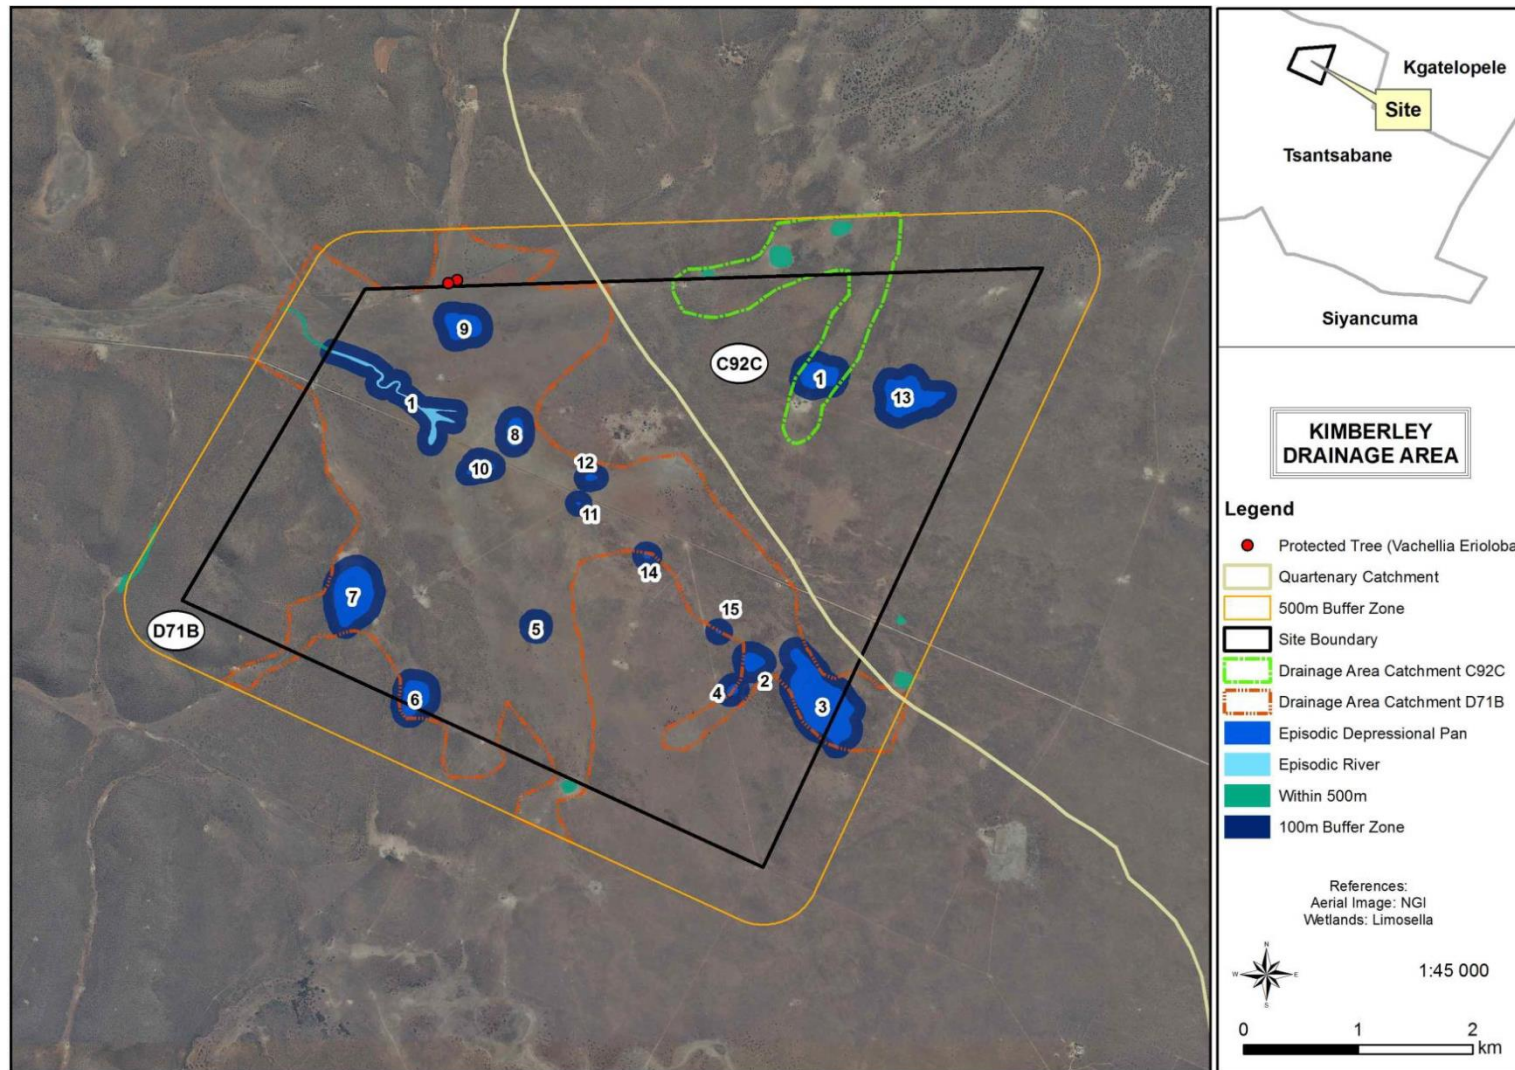 9
C92C
1
13
1
8
12
10
11
14
7
15
5
D71B
2
4
6
3
Kgatelopele
Site
Tsantsabane
Siyancuma
KIMBERLEY
DRAINAGE AREA
Legend
Protected Tree (Vachellia Erioloba
Quartenary Catchment
500m Buffer Zone
Site Boundary
Drainage Area Catchment C92C
Drainage Area Catchment D71B
Episodic Depressional Pan
Episodic River
Within 500m
100m Buffer Zone
References:
Aerial Image: NGI
Wetlands: Limosella
N
W E
S
1:45 000
0 1 2
km